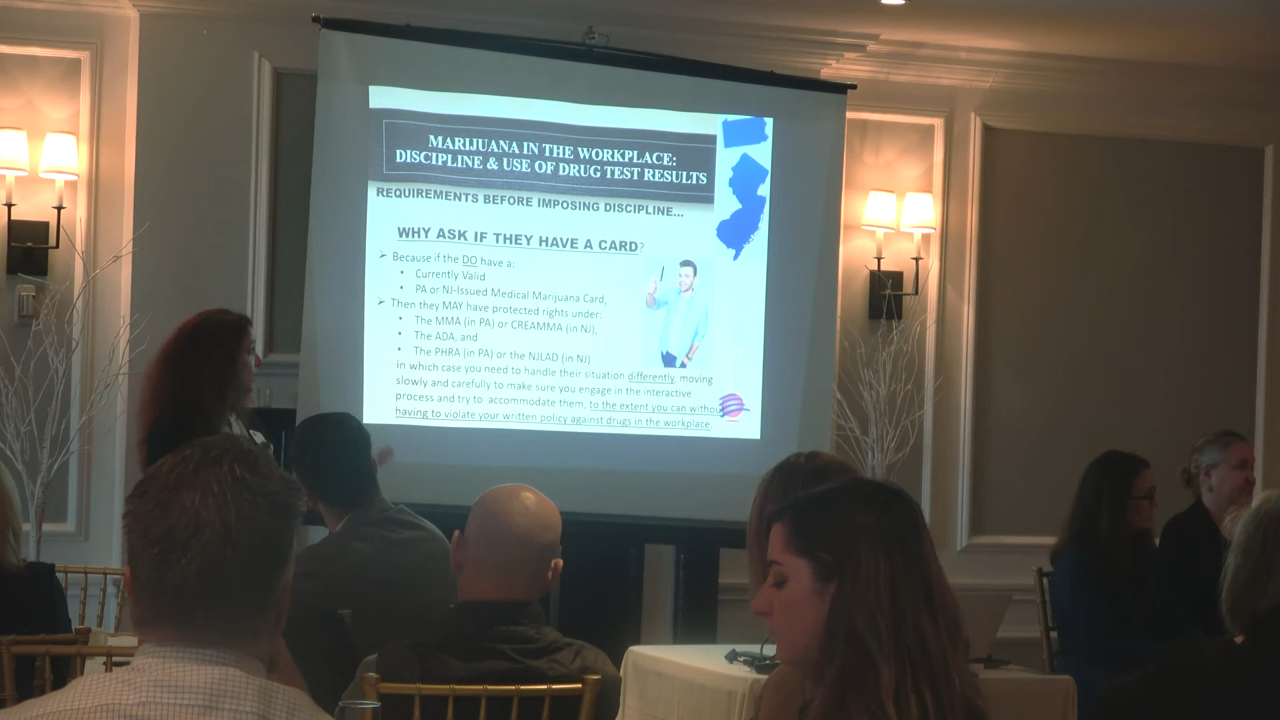 MARIJUANA IN THE WORKPLACE:
DISCIPLINE & USE OF DRUG TEST RESULTS
REQUIREMENTS BEFORE IMPOSING DISCIPLINE...
WHY ASK IF THEY HAVE A CARD?
➢ Because if the DO have a:
• Currently Valid
• PA or NJ-Issued Medical Marijuana Card,
➢ Then they MAY have protected rights under:
• The MMA (in PA) or CREAMMA (in NJ),
• The ADA, and
• The PHRA (in PA) or the NJLAD (in NJ)
in which case you need to handle their situation differently, moving
slowly and carefully to make sure you engage in the interactive
process and try to accommodate them, to the extent you can without
having to violate your written policy against drugs in the workplace.